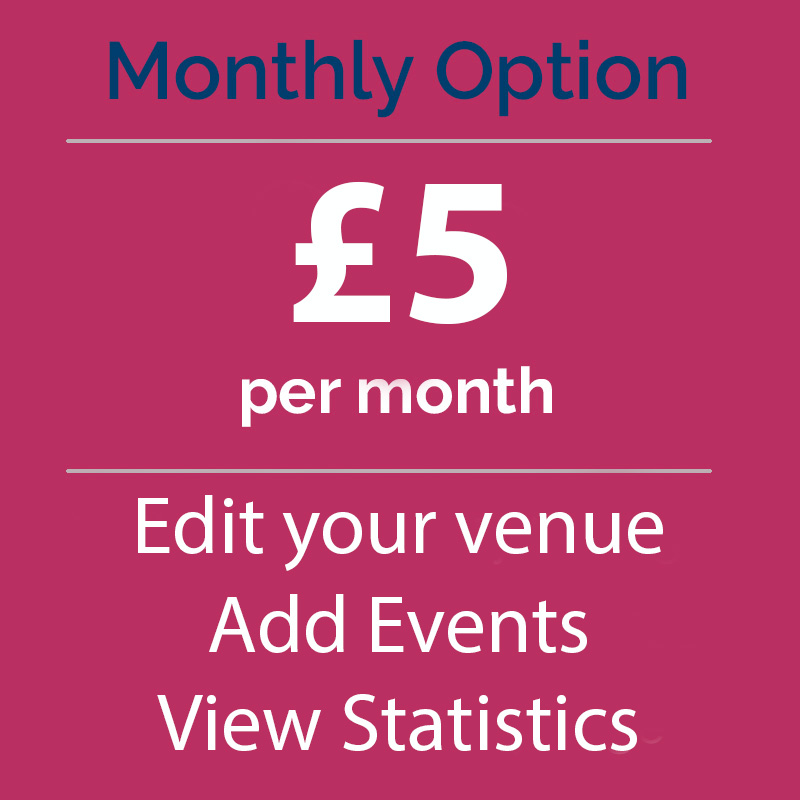 Monthly Option
£5
per month
Edit your venue
Add Events
View Statistics